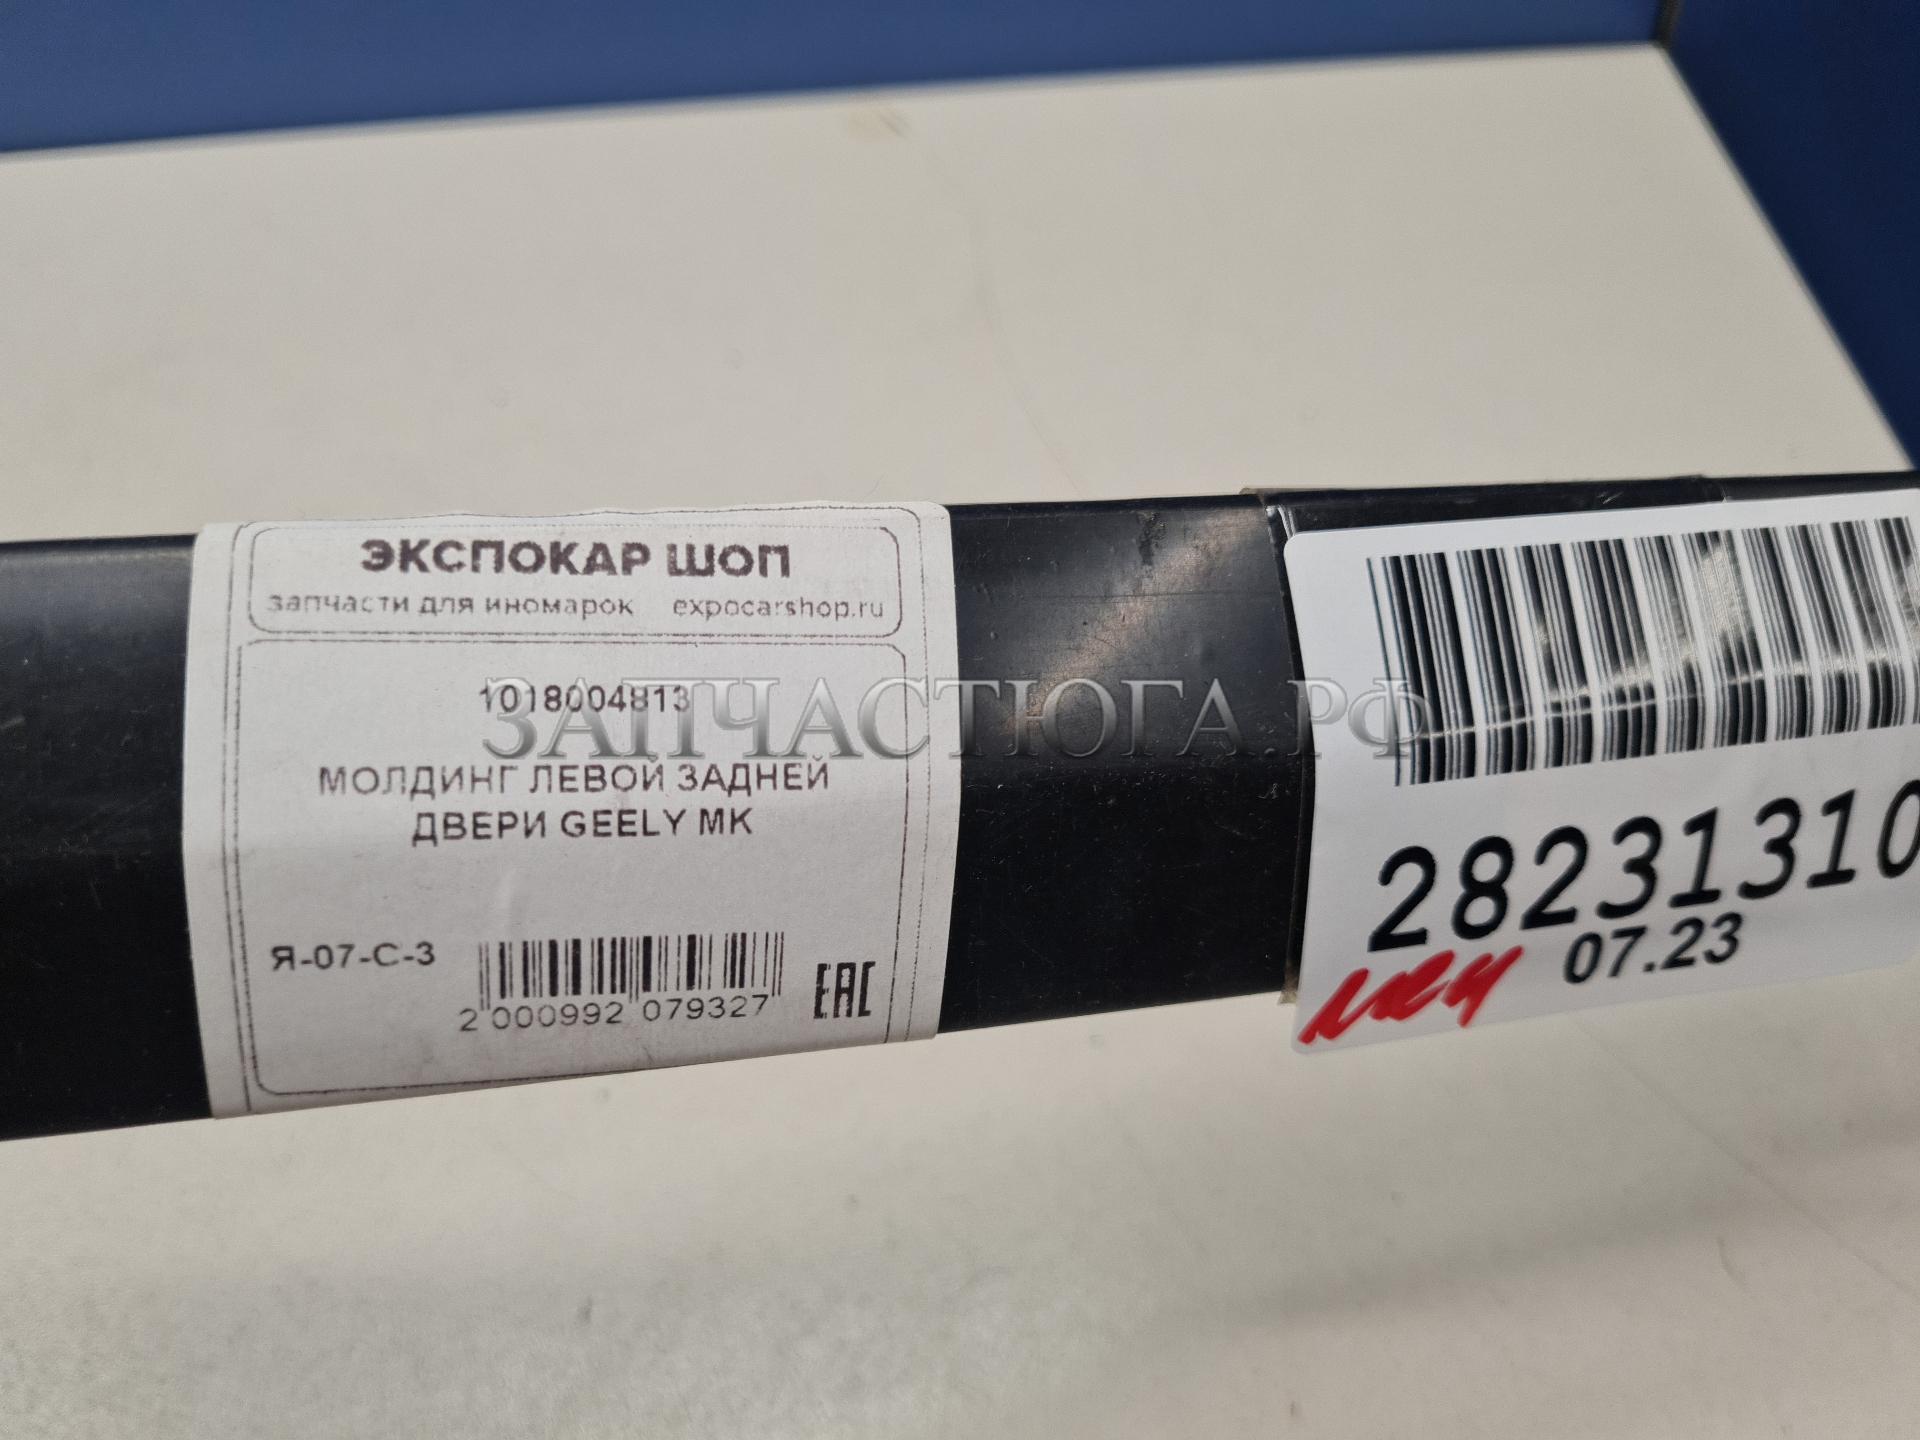 ЭКСПОКАР ШОП
запчасти для иномарок expocarshop.ru
1018004813
ЗАПЧАСТЮГА.РФ
МОЛДИНГ ЛЕВОЙ ЗАДНЕЙ
ДВЕРИ GEELY MK
Я-07-С-3
2 000992 079327
EAC
28231310
07.23